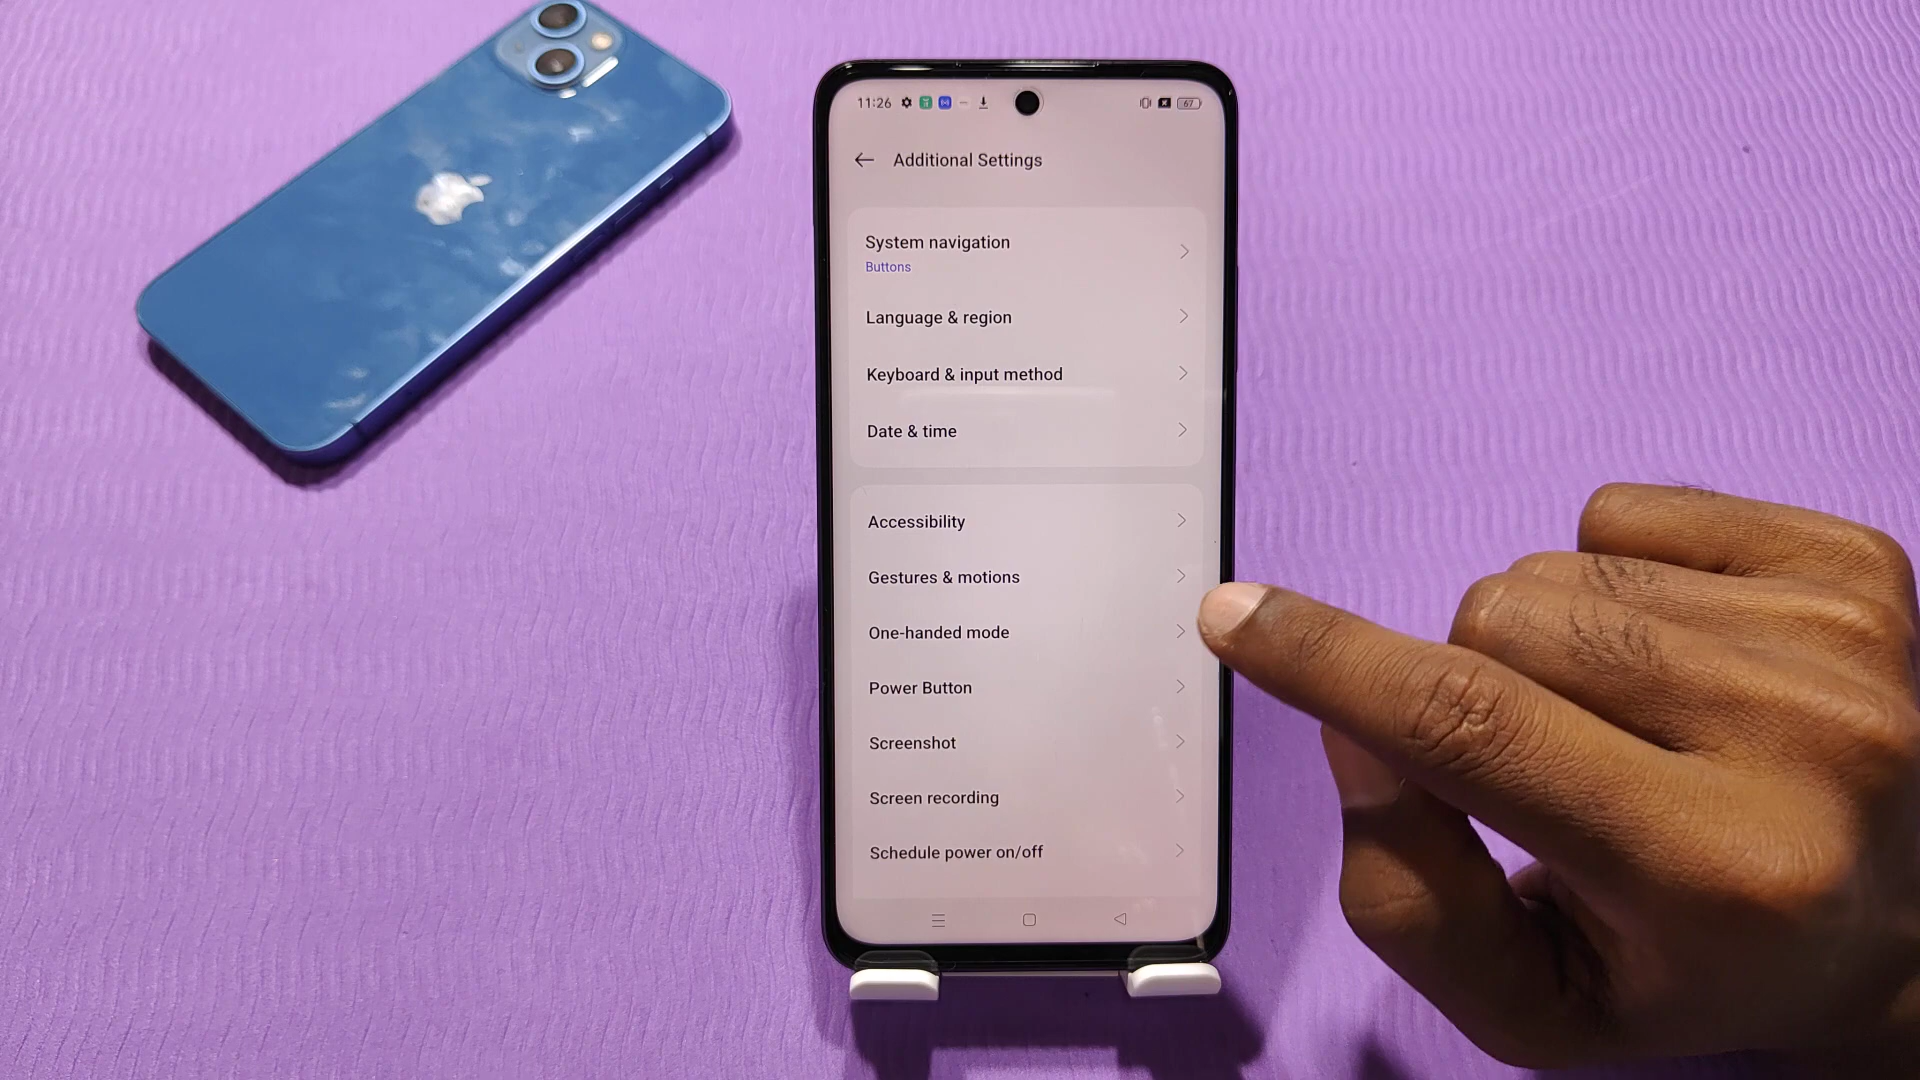 11:26
67
Additional Settings
System navigation
Buttons
Language & region
Keyboard & input method
Date & time
Accessibility
Gestures & motions
One-handed mode
Power Button
Screenshot
Screen recording
Schedule power on/off